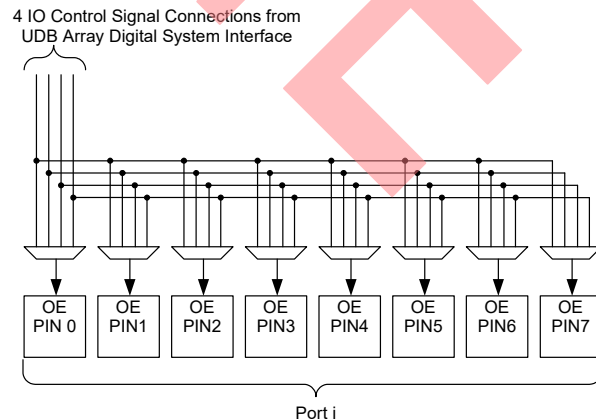 4 IO Control Signal Connections from
UDB Array Digital System Interface
OE
PIN 0
OE
PIN1
OE
PIN2
OE
PIN3
OE
PIN4
OE
PIN5
OE
PIN6
OE
PIN7
Port i